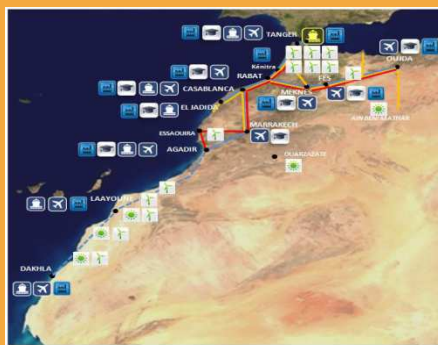 TANGER
OUJDA
Kénitra
RABAT
FES
CASABLANCA
MEKNES
EL JADIDA
MARRAKECH
AIN BENI MATHAR
ESSAOUIRA
AGADIR
OUARZAZATE
LAAYOUNE
DAKHLA